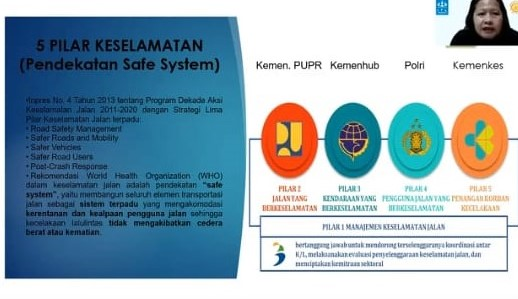 5 PILAR KESELAMATAN
(Pendekatan Safe System)
•Inpres No. 4 Tahun 2013 tentang Program Dekade Aksi
Keselamatan Jalan 2011-2020 dengan Strategi Lima
Pilar Keselamatan Jalan terpadu:
• Road Safety Management
• Safer Roads and Mobility
• Safer Vehicles
• Safer Road Users
• Post-Crash Response
•Rekomendasi World Health Organization (WHO)
dalam keselamatan jalan adalah pendekatan "safe
system", yaitu membangun seluruh elemen transportasi
jalan sebagai sistem terpadu yang mengakomodasi
kerentanan dan kealpaan pengguna jalan sehingga
kecelakaan lalulintas tidak mengakibatkan cedera
berat atau kematian.
Kemen. PUPR Kemenhub Polri Kemenkes
PILAR 2 PILAR 3 PILAR 4 PILAR 5
JALAN YANG KENDARAAN YANG PENGGUNA JALAN YANG PENANGAN KORBAN
BERKESELAMATAN BERKESELAMATAN BERKESELAMATAN KECELAKAAN
PILAR 1 MANAJEMEN KESELAMATAN JALAN
bertanggung jawab untuk mendorong terselenggaranya koordinasi antar
K/L, melaksanakan evaluasi penyelenggaraan keselamatan jalan, dan
menciptakan kemitraan sektoral